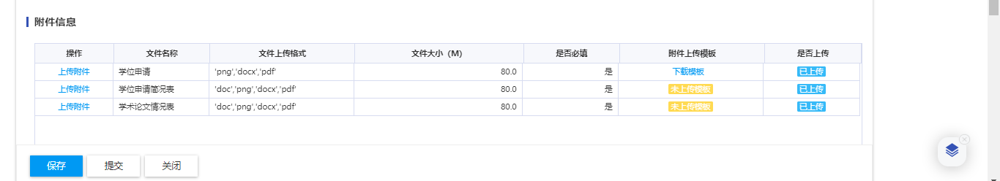 附件信息
操作 文件名称 文件上传格式 文件大小（M） 是否必填 附件上传模板 是否上传
上传附件 学位申请 'png','docx','pdf' 80.0 是 下载模板 已上传
上传附件 学位申请简况表 'doc','png','docx','pdf' 80.0 是 未上传模板 已上传
上传附件 学术论文情况表 'doc','png','docx','pdf' 80.0 是 未上传模板 已上传
保存 提交 关闭